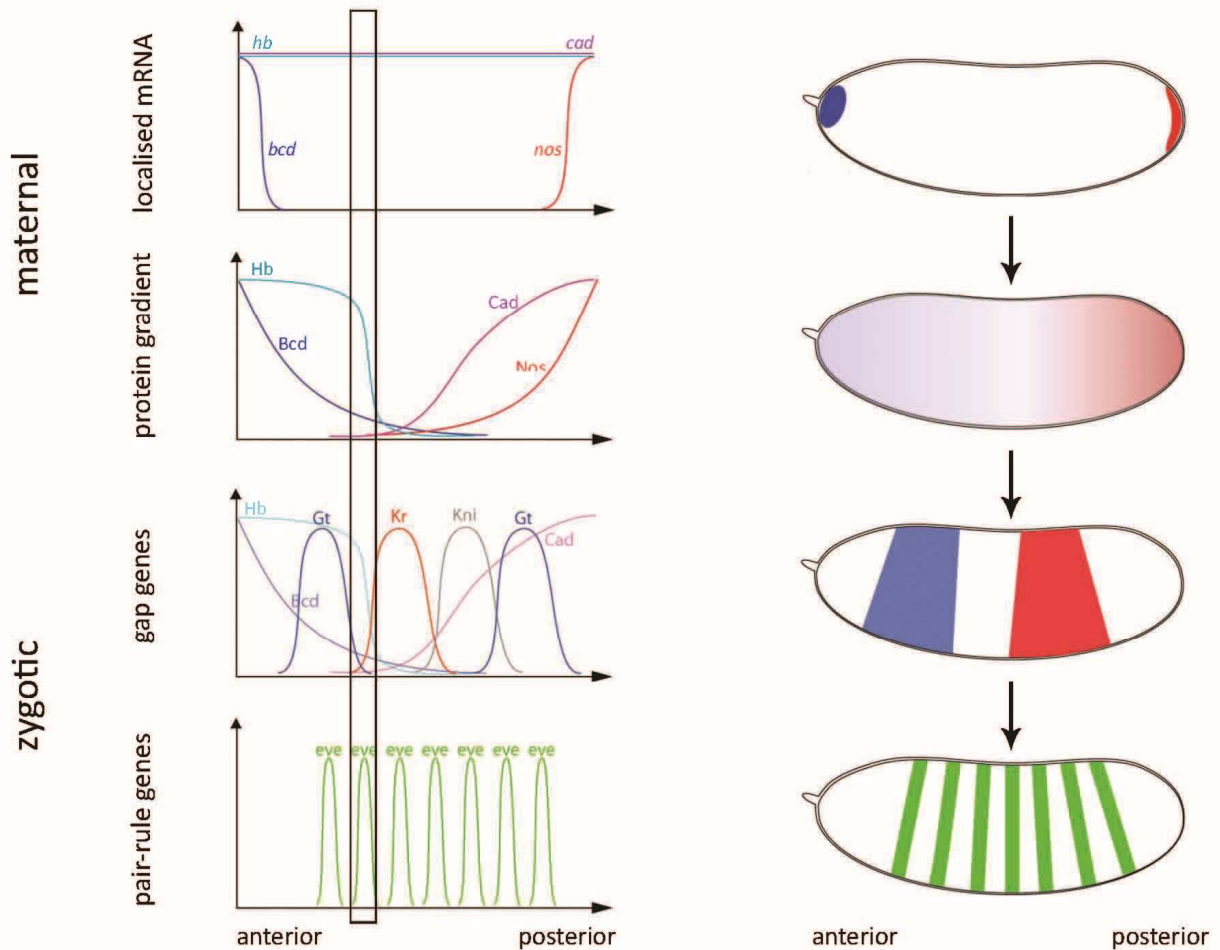 maternal
zygotic
localised mRNA
hb
cad
bcd
nos
protein gradient
Hb
Cad
Bcd
Nos
gap genes
Hb
Gt
Kr
Kni
Gt
Cad
Bcd
pair-rule genes
eve eve eve eve eve eve eve
anterior posterior
anterior posterior